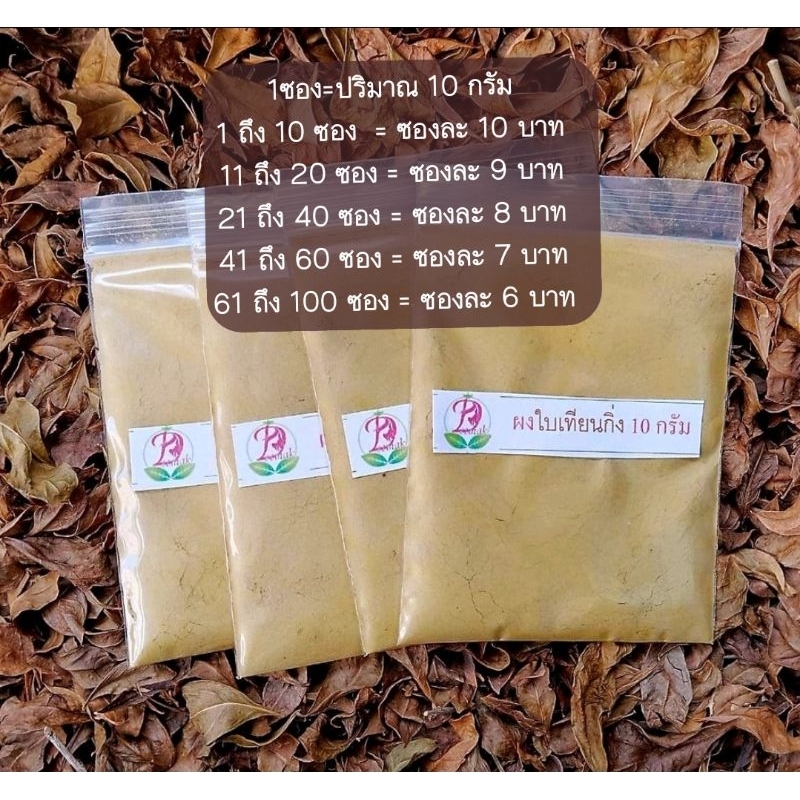 1ซอง=ปริมาณ 10 กรัม
1 ถึง 10 ซอง = ซองละ 10 บาท
11 ถึง 20 ซอง = ซองละ 9 บาท
21 ถึง 40 ซอง = ซองละ 8 บาท
41 ถึง 60 ซอง = ซองละ 7 บาท
61 ถึง 100 ซอง = ซองละ 6 บาท
ผงใบเทียนกิ่ง 10 กรัม